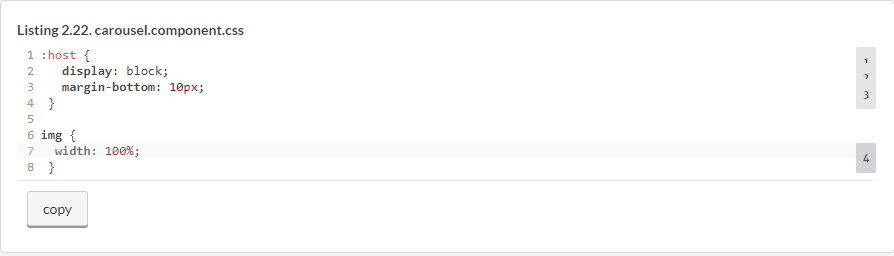 Listing 2.22. carousel.component.css
1 :host {
2 display: block;
3 margin-bottom: 10px;
4 }
5
6 img {
7 width: 100%;
8 }
1
2
3
4
copy